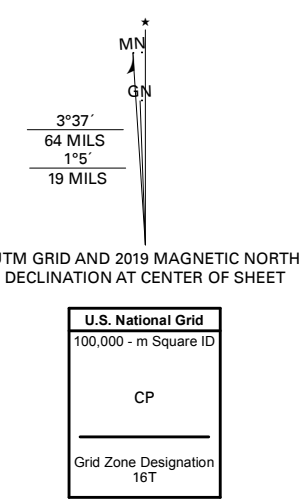 MN
GN
3°37´
64 MILS
1°5´
19 MILS
UTM GRID AND 2019 MAGNETIC NORTH
DECLINATION AT CENTER OF SHEET
U.S. National Grid
100,000 - m Square ID
CP
Grid Zone Designation
16T